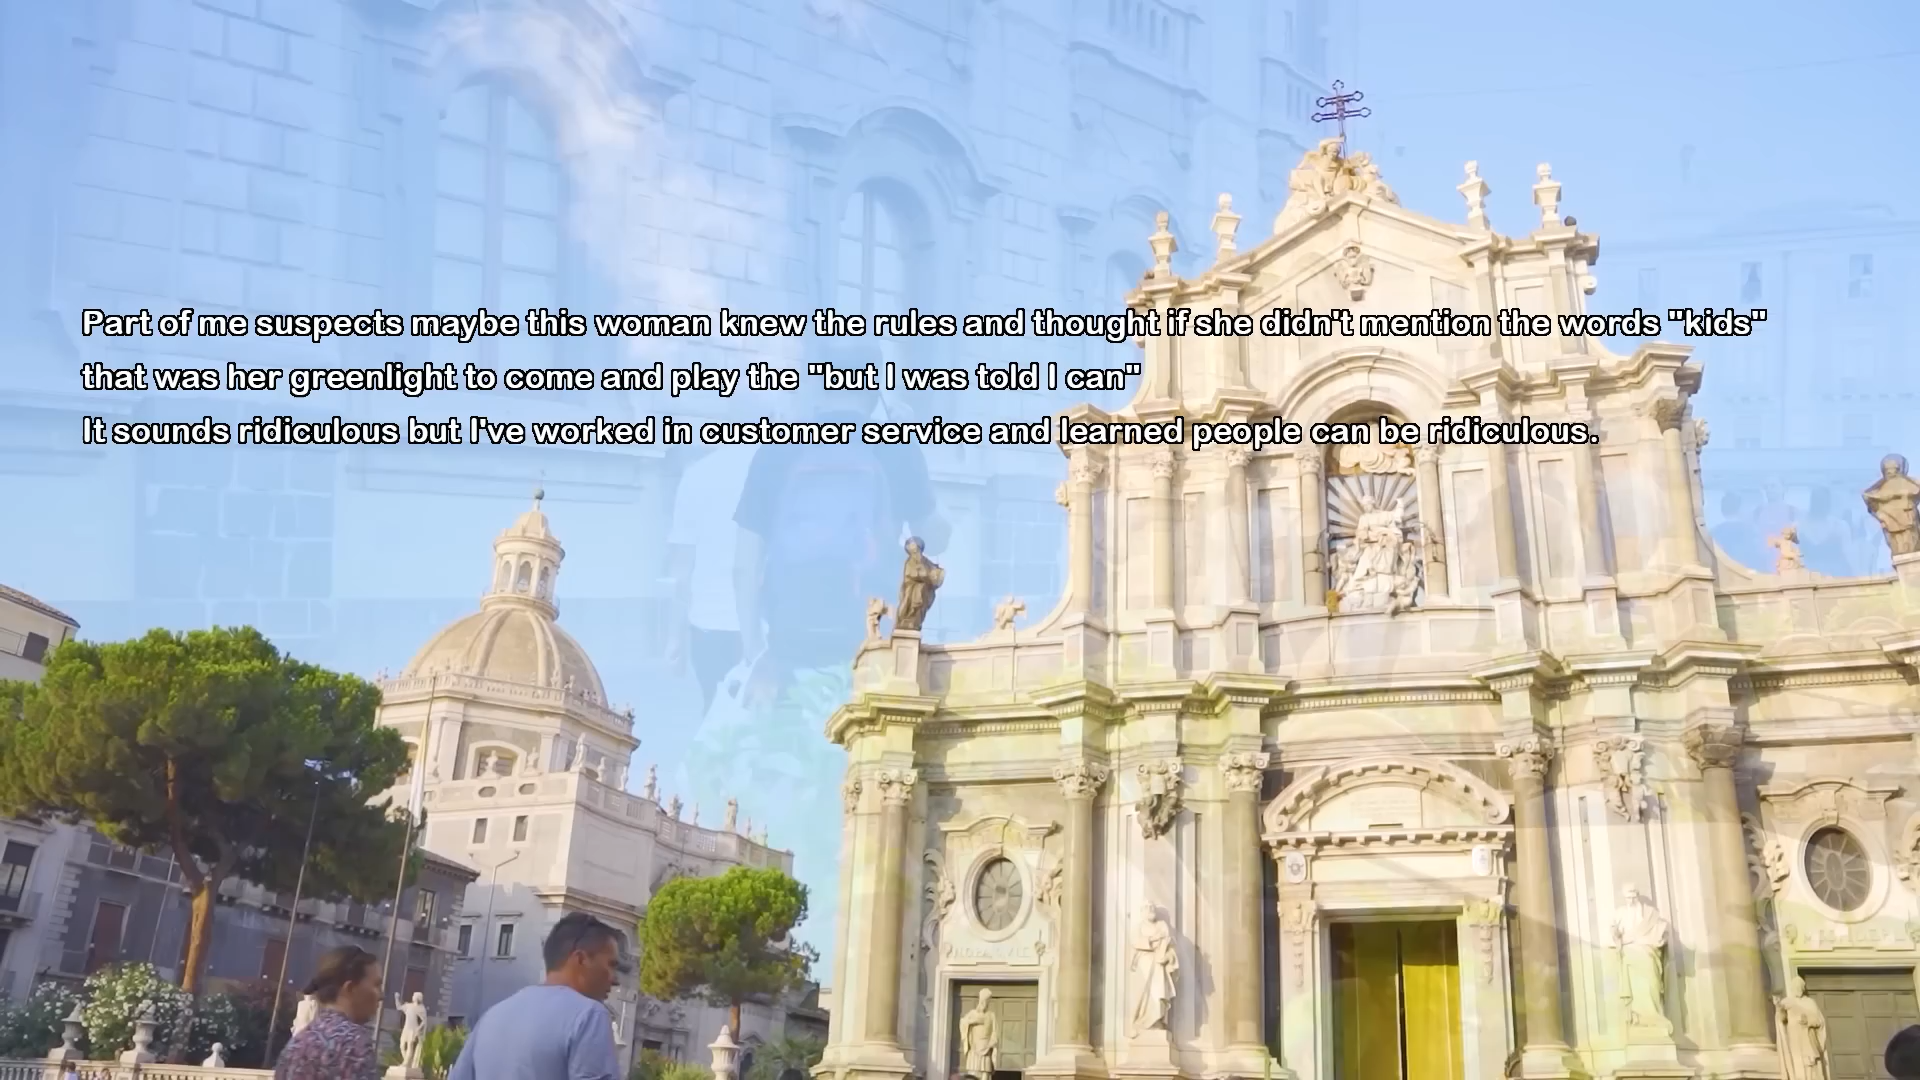 Part of me suspects maybe this woman knew the rules and thought if she didn't mention the words "kids"
that was her greenlight to come and play the "but I was told I can"
It sounds ridiculous but I've worked in customer service and learned people can be ridiculous.